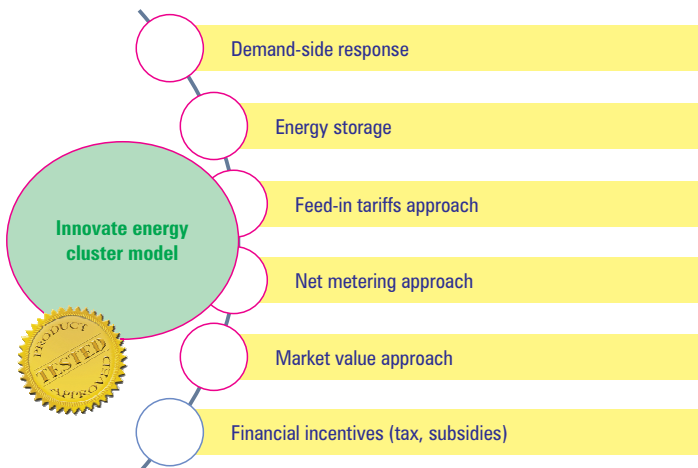 Demand-side response
Energy storage
Feed-in tariffs approach
Innovate energy
cluster model
Net metering approach
Market value approach
PRODUCT
TESTED
APPROVED
Financial incentives (tax, subsidies)